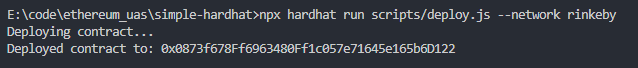 E:\code\ethereum_uas\simple-hardhat>npx hardhat run scripts/deploy.js --network rinkeby
Deploying contract...
Deployed contract to: 0x0873f678Ff6963480Ff1c057e71645e165b6D122